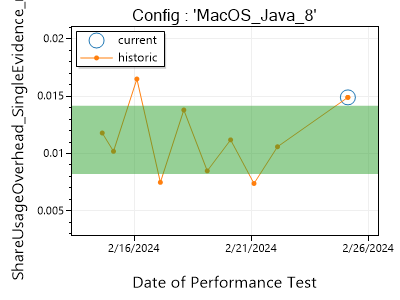 Config : 'MacOS_Java_8'
current
historic
0.02
0.015
0.01
0.005
ShareUsageOverhead_SingleEvidence_
2/16/2024
2/21/2024
2/26/2024
Date of Performance Test